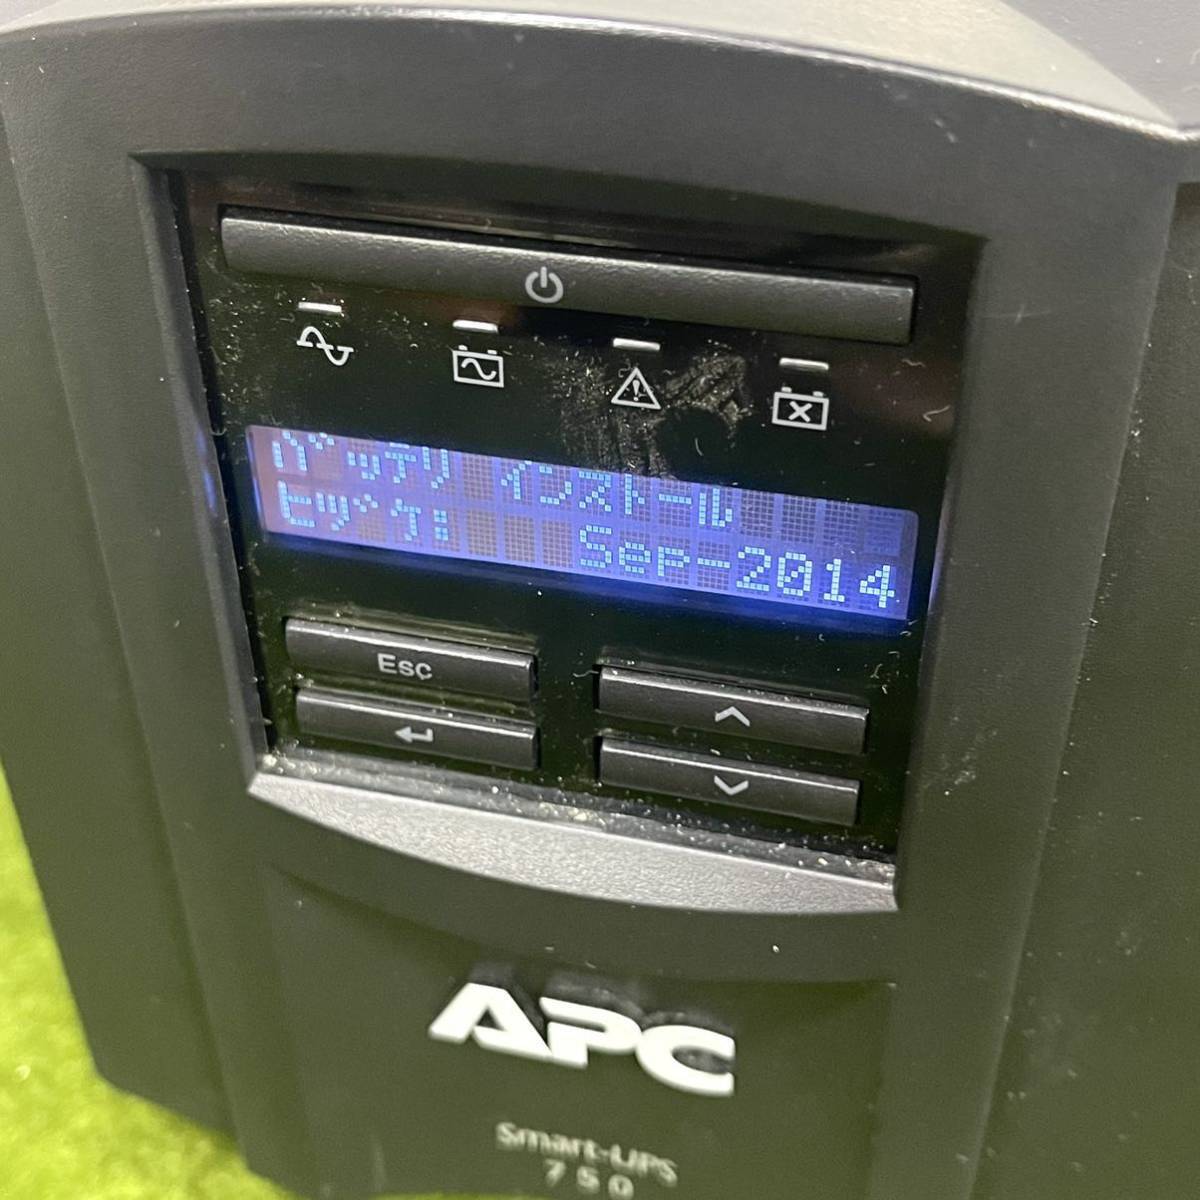 Esc
バッテリ インストール
ヒヅケ: Sep-2014
APC
Smart-UPS
750